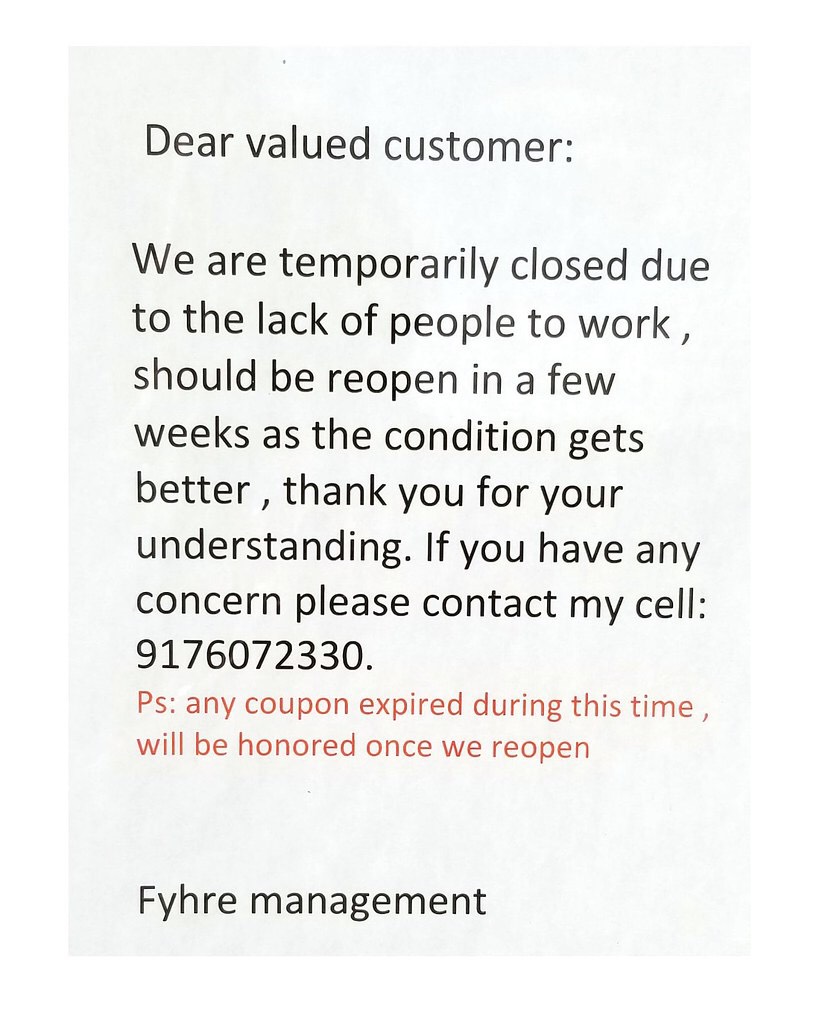 Dear valued customer:
We are temporarily closed due
to the lack of people to work ,
should be reopen in a few
weeks as the condition gets
better , thank you for your
understanding. If you have any
concern please contact my cell:
9176072330.
Ps: any coupon expired during this time ,
will be honored once we reopen
Fyhre management